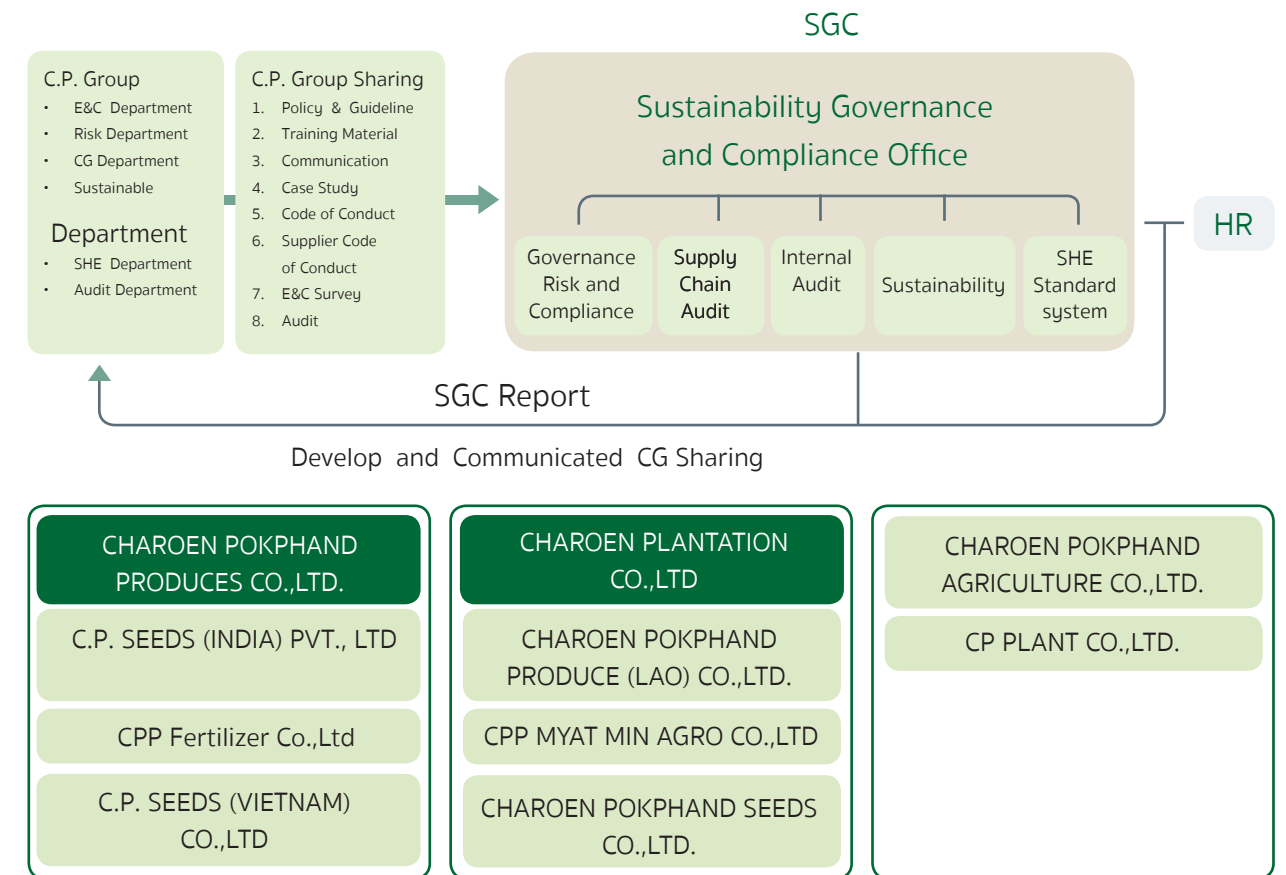 SGC
C.P. Group
• E&C Department
• Risk Department
• CG Department
• Sustainable
Department
• SHE Department
• Audit Department
C.P. Group Sharing
1. Policy & Guideline
2. Training Material
3. Communication
4. Case Study
5. Code of Conduct
6. Supplier Code
of Conduct
7. E&C Survey
8. Audit
Sustainability Governance
and Compliance Office
Governance
Risk and
Compliance
Supply
Chain
Audit
Internal
Audit
Sustainability
SHE
Standard
system
HR
SGC Report
Develop and Communicated CG Sharing
CHAROEN POKPHAND
PRODUCES CO.,LTD.
C.P. SEEDS (INDIA) PVT., LTD
CPP Fertilizer Co.,Ltd
C.P. SEEDS (VIETNAM)
CO.,LTD
CHAROEN PLANTATION
CO.,LTD
CHAROEN POKPHAND
PRODUCE (LAO) CO.,LTD.
CPP MYAT MIN AGRO CO.,LTD
CHAROEN POKPHAND SEEDS
CO.,LTD.
CHAROEN POKPHAND
AGRICULTURE CO.,LTD.
CP PLANT CO.,LTD.